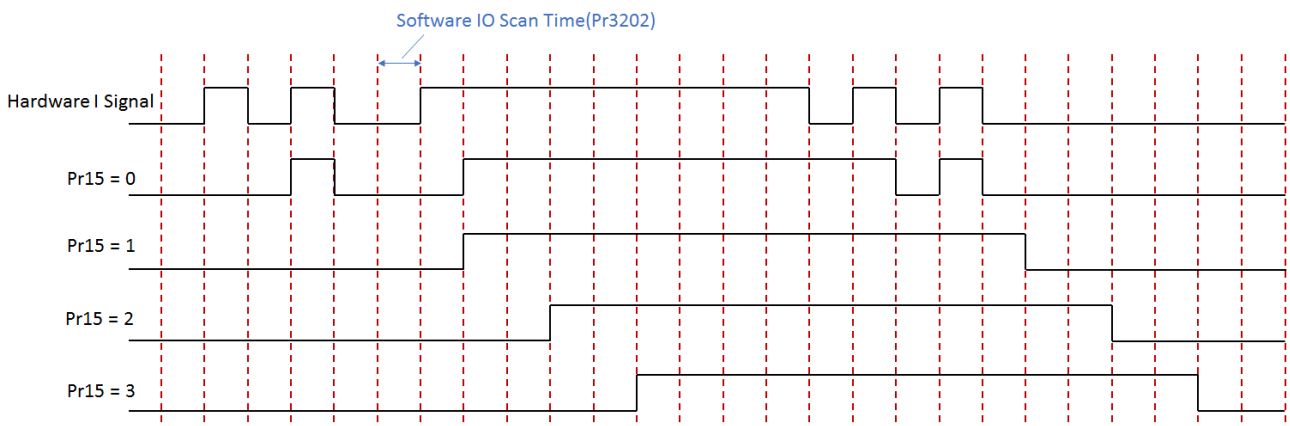 Software IO Scan Time(Pr3202)
Hardware I Signal
Pr15 = 0
Pr15 = 1
Pr15 = 2
Pr15 = 3